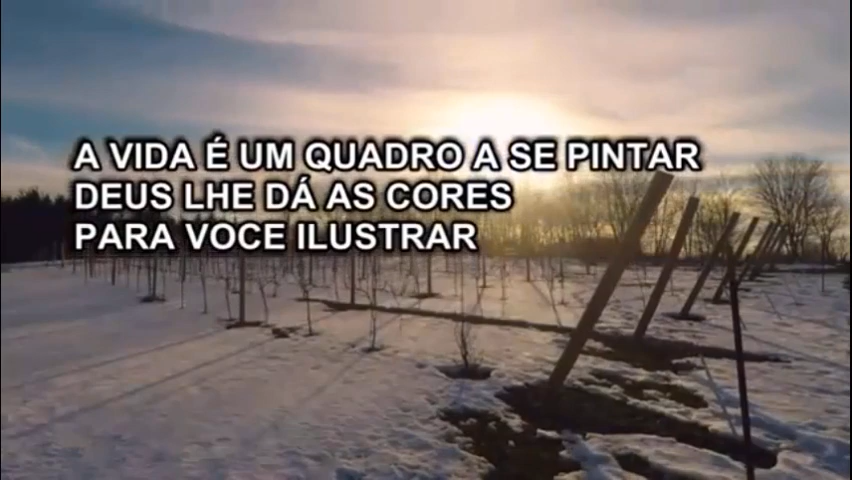 A VIDA É UM QUADRO A SE PINTAR
DEUS LHE DÁ AS CORES
PARA VOCE ILUSTRAR